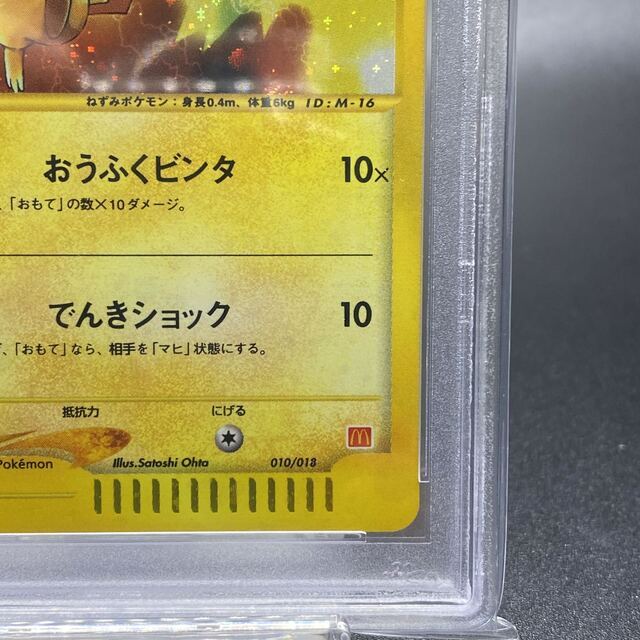 ねずみポケモン：身長0.4m、体重6kg ID:M-16
おうふくビンタ 10×
、「おもて」の数×10ダメージ。
でんきショック 10
、「おもて」なら、相手を「マヒ」状態にする。
抵抗力 にげる
Pokémon Illus.Satoshi Ohta 010/018